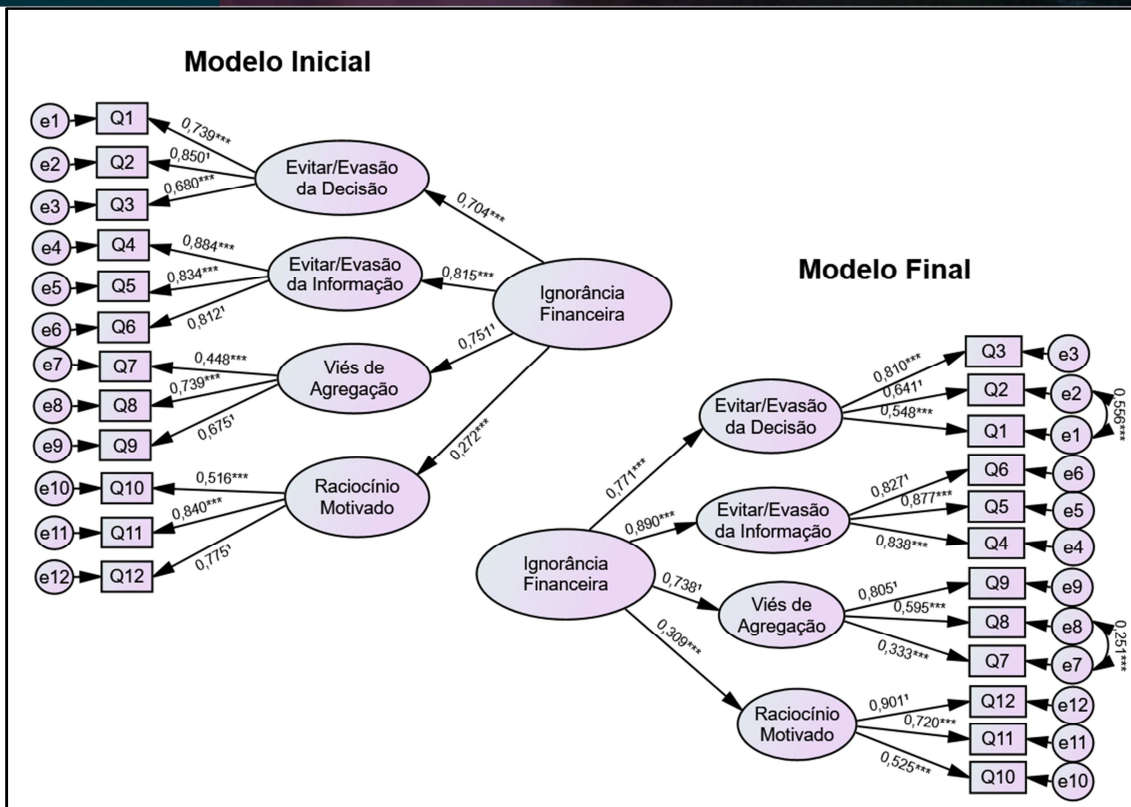 Modelo Inicial
e1
Q1
0,739***
e2
Q2
0,850¹
e3
Q3
0,680***
Evitar/Evasão
da Decisão
0,704***
e4
Q4
0,884***
e5
Q5
0,834***
e6
Q6
0,812¹
Evitar/Evasão
da Informação
0,815***
e7
Q7
0,448***
e8
Q8
0,739***
e9
Q9
0,675¹
Viés de
Agregação
0,751¹
e10
Q10
0,516***
e11
Q11
0,840***
e12
Q12
0,775¹
Raciocínio
Motivado
0,272***
Ignorância
Financeira
Modelo Final
Ignorância
Financeira
0,771***
Evitar/Evasão
da Decisão
0,810***
Q3
e3
0,641¹
Q2
e2
0,548***
Q1
e1
0,556***
0,890***
Evitar/Evasão
da Informação
0,827¹
Q6
e6
0,877***
Q5
e5
0,838***
Q4
e4
0,738¹
Viés de
Agregação
0,805¹
Q9
e9
0,595***
Q8
e8
0,333***
Q7
e7
0,251***
0,309***
Raciocínio
Motivado
0,901¹
Q12
e12
0,720***
Q11
e11
0,525***
Q10
e10